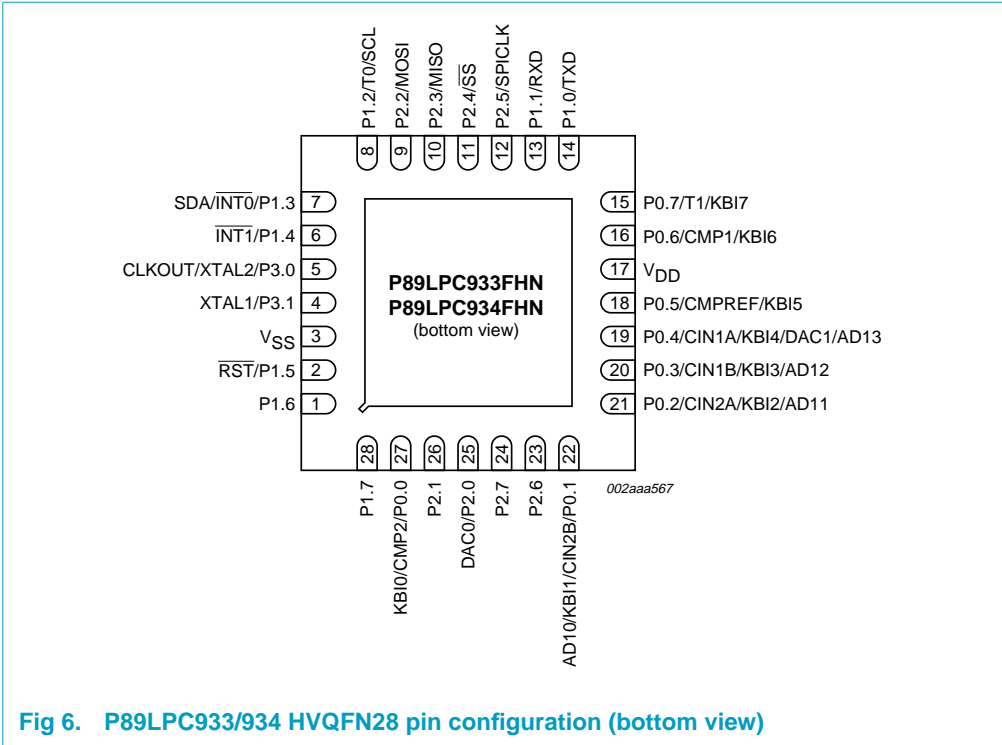 P1.2/T0/SCL
P2.2/MOSI
P2.3/MISO
P2.4/S̅S̅
P2.5/SPICLK
P1.1/RXD
P1.0/TXD
8
9
10
11
12
13
14
SDA/I̅N̅T̅0̅/P1.3 7
I̅N̅T̅1̅/P1.4 6
CLKOUT/XTAL2/P3.0 5
XTAL1/P3.1 4
VSS 3
R̅S̅T̅/P1.5 2
P1.6 1
P89LPC933FHN
P89LPC934FHN
(bottom view)
15 P0.7/T1/KBI7
16 P0.6/CMP1/KBI6
17 VDD
18 P0.5/CMPREF/KBI5
19 P0.4/CIN1A/KBI4/DAC1/AD13
20 P0.3/CIN1B/KBI3/AD12
21 P0.2/CIN2A/KBI2/AD11
28
27
26
25
24
23
22
P1.7
KBI0/CMP2/P0.0
P2.1
DAC0/P2.0
P2.7
P2.6
AD10/KBI1/CIN2B/P0.1
002aaa567
Fig 6. P89LPC933/934 HVQFN28 pin configuration (bottom view)